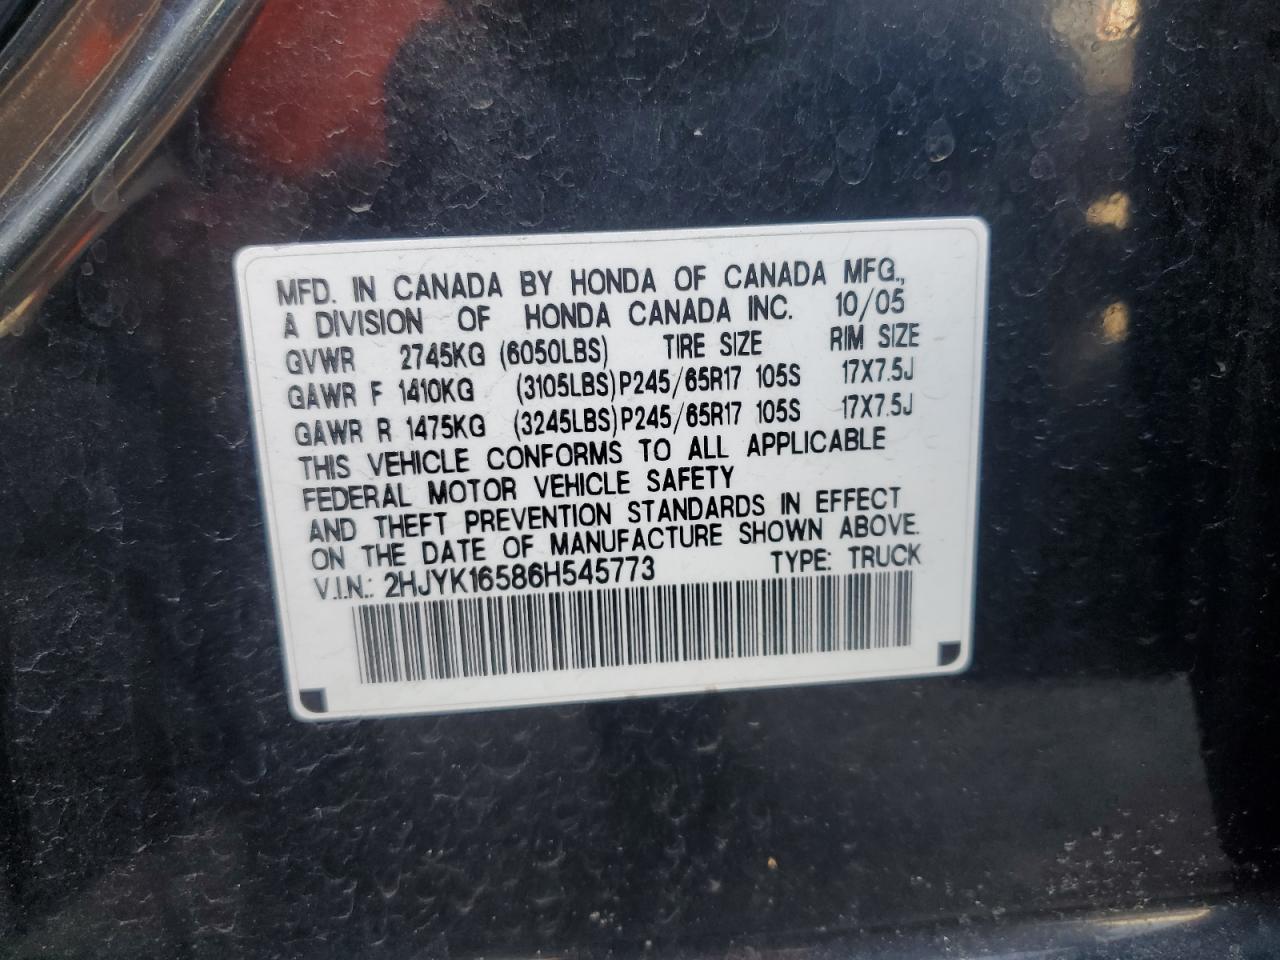 MFD. IN CANADA BY HONDA OF CANADA MFG.,
A DIVISION OF HONDA CANADA INC. 10/05
GVWR 2745KG (6050LBS) TIRE SIZE RIM SIZE
GAWR F 1410KG (3105LBS) P245/65R17 105S 17X7.5J
GAWR R 1475KG (3245LBS) P245/65R17 105S 17X7.5J
THIS VEHICLE CONFORMS TO ALL APPLICABLE
FEDERAL MOTOR VEHICLE SAFETY
AND THEFT PREVENTION STANDARDS IN EFFECT
ON THE DATE OF MANUFACTURE SHOWN ABOVE.
V.I.N.: 2HJYK16586H545773 TYPE: TRUCK